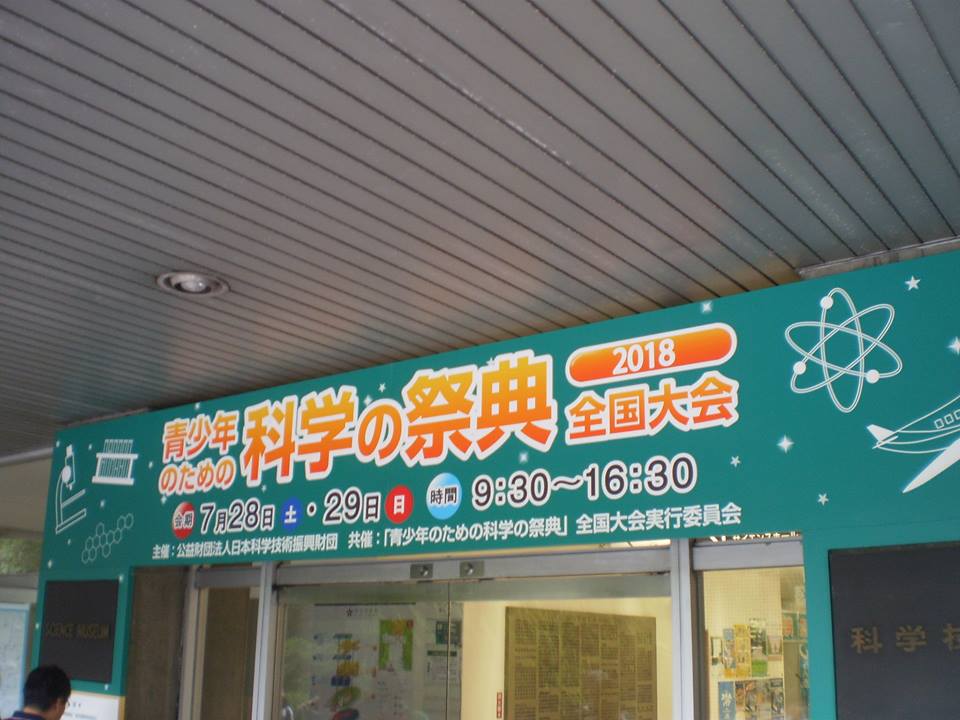 青少年
のための
科学の祭典
2018
全国大会
会期 7月28日 土・29日 日 時間 9:30~16:30
主催:公益財団法人日本科学技術振興財団 共催:「青少年のための科学の祭典」全国大会実行委員会
SCIENCE MUSEUM
科学技